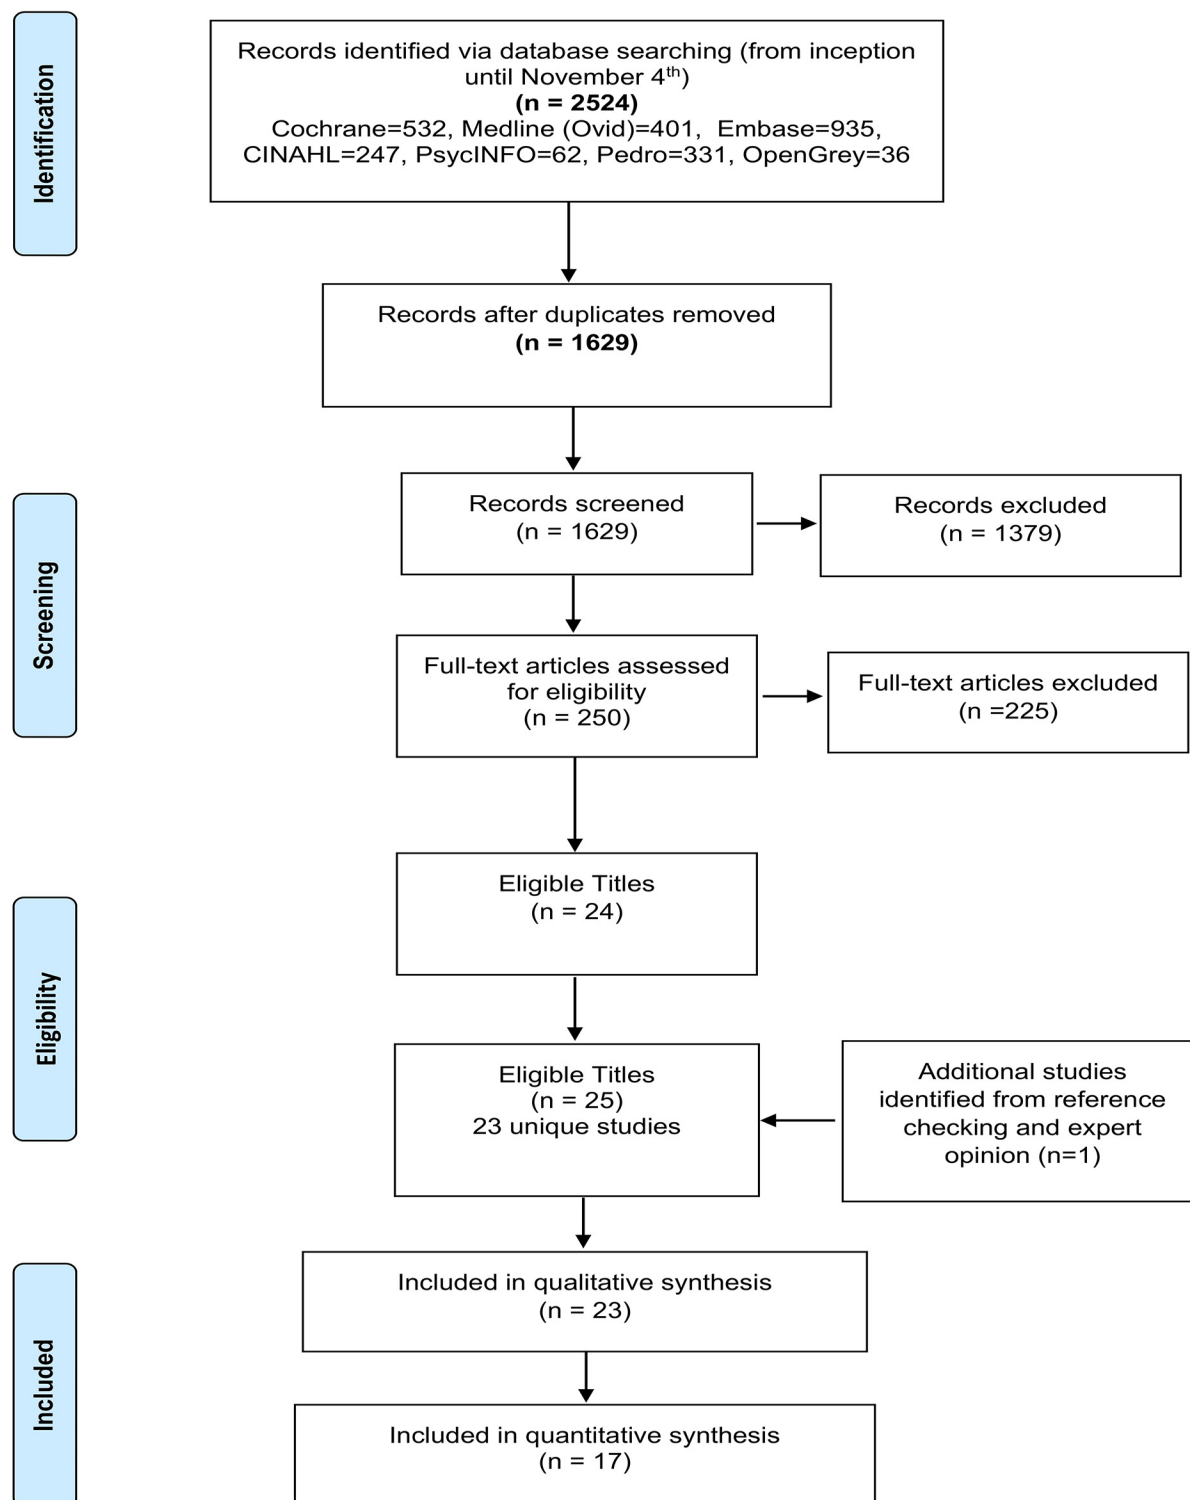 Identification
Records identified via database searching (from inception
until November 4th)
(n = 2524)
Cochrane=532, Medline (Ovid)=401, Embase=935,
CINAHL=247, PsycINFO=62, Pedro=331, OpenGrey=36
Records after duplicates removed
(n = 1629)
Screening
Records screened
(n = 1629)
Records excluded
(n = 1379)
Full-text articles assessed
for eligibility
(n = 250)
Full-text articles excluded
(n =225)
Eligibility
Eligible Titles
(n = 24)
Eligible Titles
(n = 25)
23 unique studies
Additional studies
identified from reference
checking and expert
opinion (n=1)
Included
Included in qualitative synthesis
(n = 23)
Included in quantitative synthesis
(n = 17)